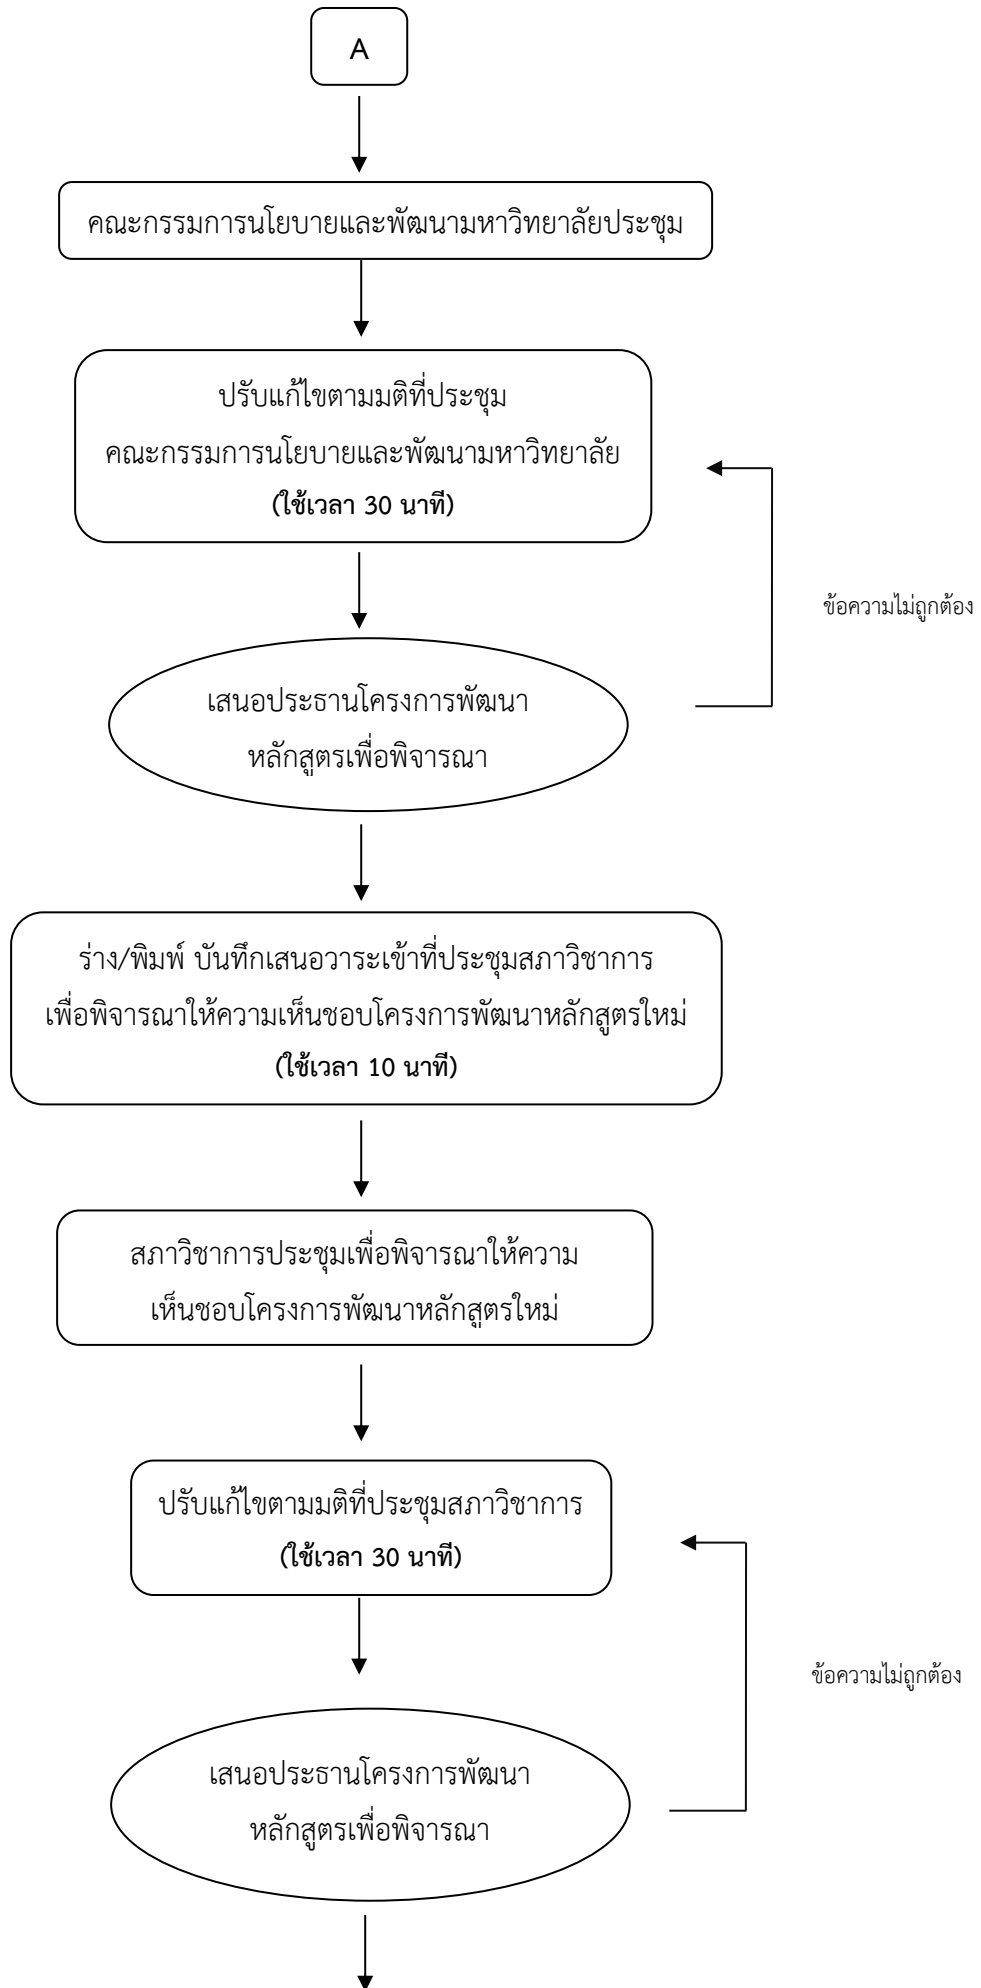 A
คณะกรรมการนโยบายและพัฒนามหาวิทยาลัยประชุม
ปรับแก้ไขตามมติที่ประชุม
คณะกรรมการนโยบายและพัฒนามหาวิทยาลัย
(ใช้เวลา 30 นาที)
ข้อความไม่ถูกต้อง
เสนอประธานโครงการพัฒนา
หลักสูตรเพื่อพิจารณา
ร่าง/พิมพ์ บันทึกเสนอวาระเข้าที่ประชุมสภาวิชาการ
เพื่อพิจารณาให้ความเห็นชอบโครงการพัฒนาหลักสูตรใหม่
(ใช้เวลา 10 นาที)
สภาวิชาการประชุมเพื่อพิจารณาให้ความ
เห็นชอบโครงการพัฒนาหลักสูตรใหม่
ปรับแก้ไขตามมติที่ประชุมสภาวิชาการ
(ใช้เวลา 30 นาที)
ข้อความไม่ถูกต้อง
เสนอประธานโครงการพัฒนา
หลักสูตรเพื่อพิจารณา